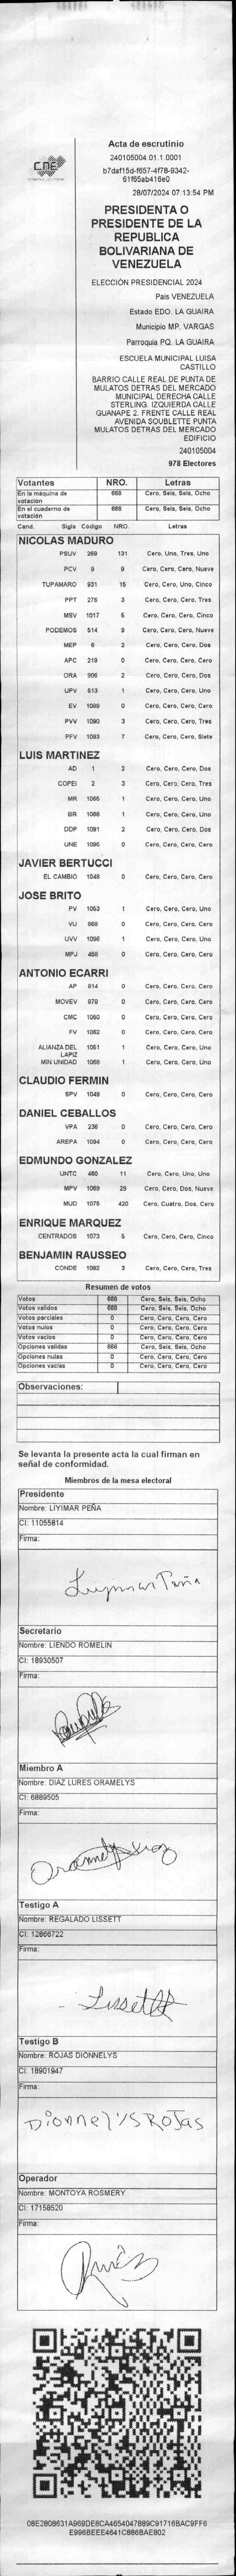 CNE
Acta de escrutinio
240105004.01.1.0001
b7daf15d-f657-4f78-9342-
61f65ab416e0
28/07/2024 07:13:54 PM
PRESIDENTA O
PRESIDENTE DE LA
REPUBLICA
BOLIVARIANA DE
VENEZUELA
ELECCIÓN PRESIDENCIAL 2024
Pais VENEZUELA
Estado EDO. LA GUAIRA
Municipio MP. VARGAS
Parroquia PQ. LA GUAIRA
ESCUELA MUNICIPAL LUISA
CASTILLO
BARRIO CALLE REAL DE PUNTA DE
MULATOS DETRAS DEL MERCADO
MUNICIPAL DERECHA CALLE
STERLING. IZQUIERDA CALLE
GUANAPE 2. FRENTE CALLE REAL
AVENIDA SOUBLETTE PUNTA
MULATOS DETRAS DEL MERCADO
EDIFICIO
240105004
978 Electores
Votantes NRO. Letras
En la máquina de votación 668 Cero, Seis, Seis, Ocho
En el cuaderno de votación 668 Cero, Seis, Seis, Ocho
Cand. Sigla Código NRO. Letras
NICOLAS MADURO
PSUV 269 131 Cero, Uno, Tres, Uno
PCV 9 9 Cero, Cero, Cero, Nueve
TUPAMARO 931 15 Cero, Cero, Uno, Cinco
PPT 276 3 Cero, Cero, Cero, Tres
MSV 1017 5 Cero, Cero, Cero, Cinco
PODEMOS 514 9 Cero, Cero, Cero, Nueve
MEP 6 2 Cero, Cero, Cero, Dos
APC 219 0 Cero, Cero, Cero, Cero
ORA 906 2 Cero, Cero, Cero, Dos
UPV 513 1 Cero, Cero, Cero, Uno
EV 1089 0 Cero, Cero, Cero, Cero
PVV 1090 3 Cero, Cero, Cero, Tres
PFV 1093 7 Cero, Cero, Cero, Siete
LUIS MARTINEZ
AD 1 2 Cero, Cero, Cero, Dos
COPEI 2 3 Cero, Cero, Cero, Tres
MR 1065 1 Cero, Cero, Cero, Uno
BR 1066 1 Cero, Cero, Cero, Uno
DDP 1091 2 Cero, Cero, Cero, Dos
UNE 1095 0 Cero, Cero, Cero, Cero
JAVIER BERTUCCI
EL CAMBIO 1048 0 Cero, Cero, Cero, Cero
JOSE BRITO
PV 1053 1 Cero, Cero, Cero, Uno
VU 868 0 Cero, Cero, Cero, Cero
UVV 1096 1 Cero, Cero, Cero, Uno
MPJ 458 0 Cero, Cero, Cero, Cero
ANTONIO ECARRI
AP 814 0 Cero, Cero, Cero, Cero
MOVEV 878 0 Cero, Cero, Cero, Cero
CMC 1050 0 Cero, Cero, Cero, Cero
FV 1062 0 Cero, Cero, Cero, Cero
ALIANZA DEL LAPIZ 1051 1 Cero, Cero, Cero, Uno
MIN UNIDAD 1068 1 Cero, Cero, Cero, Uno
CLAUDIO FERMIN
SPV 1049 0 Cero, Cero, Cero, Cero
DANIEL CEBALLOS
VPA 236 0 Cero, Cero, Cero, Cero
AREPA 1094 0 Cero, Cero, Cero, Cero
EDMUNDO GONZALEZ
UNTC 480 11 Cero, Cero, Uno, Uno
MPV 1069 29 Cero, Cero, Dos, Nueve
MUD 1075 420 Cero, Cuatro, Dos, Cero
ENRIQUE MARQUEZ
CENTRADOS 1073 5 Cero, Cero, Cero, Cinco
BENJAMIN RAUSSEO
CONDE 1092 3 Cero, Cero, Cero, Tres
Resumen de votos
Votos 668 Cero, Seis, Seis, Ocho
Votos validos 668 Cero, Seis, Seis, Ocho
Votos parciales 0 Cero, Cero, Cero, Cero
Votos nulos 0 Cero, Cero, Cero, Cero
Votos vacios 0 Cero, Cero, Cero, Cero
Opciones validas 668 Cero, Seis, Seis, Ocho
Opciones nulas 0 Cero, Cero, Cero, Cero
Opciones vacias 0 Cero, Cero, Cero, Cero
Observaciones:
Se levanta la presente acta la cual firman en
señal de conformidad.
Miembros de la mesa electoral
Presidente
Nombre: LIYIMAR PEÑA
CI: 11055814
Firma:
Liyimar Peña
Secretario
Nombre: LIENDO ROMELIN
CI: 18930507
Firma:
Miembro A
Nombre: DIAZ LURES ORAMELYS
CI: 6889505
Firma:
Testigo A
Nombre: REGALADO LISSETT
CI: 12866722
Firma:
Lissett
Testigo B
Nombre: ROJAS DIONNELYS
CI: 18901947
Firma:
Dionnelys Rojas
Operador
Nombre: MONTOYA ROSMERY
CI: 17158520
Firma:
08E2808631A969DE6CA4654047889C91716BAC9FF6
E996BEEE4641C886BAE802